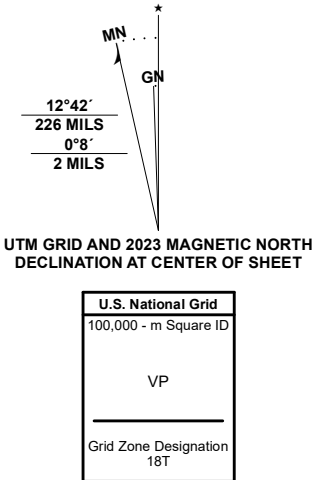 ★
MN
GN
12°42´
226 MILS
0°8´
2 MILS
UTM GRID AND 2023 MAGNETIC NORTH
DECLINATION AT CENTER OF SHEET
U.S. National Grid
100,000 - m Square ID
VP
Grid Zone Designation
18T